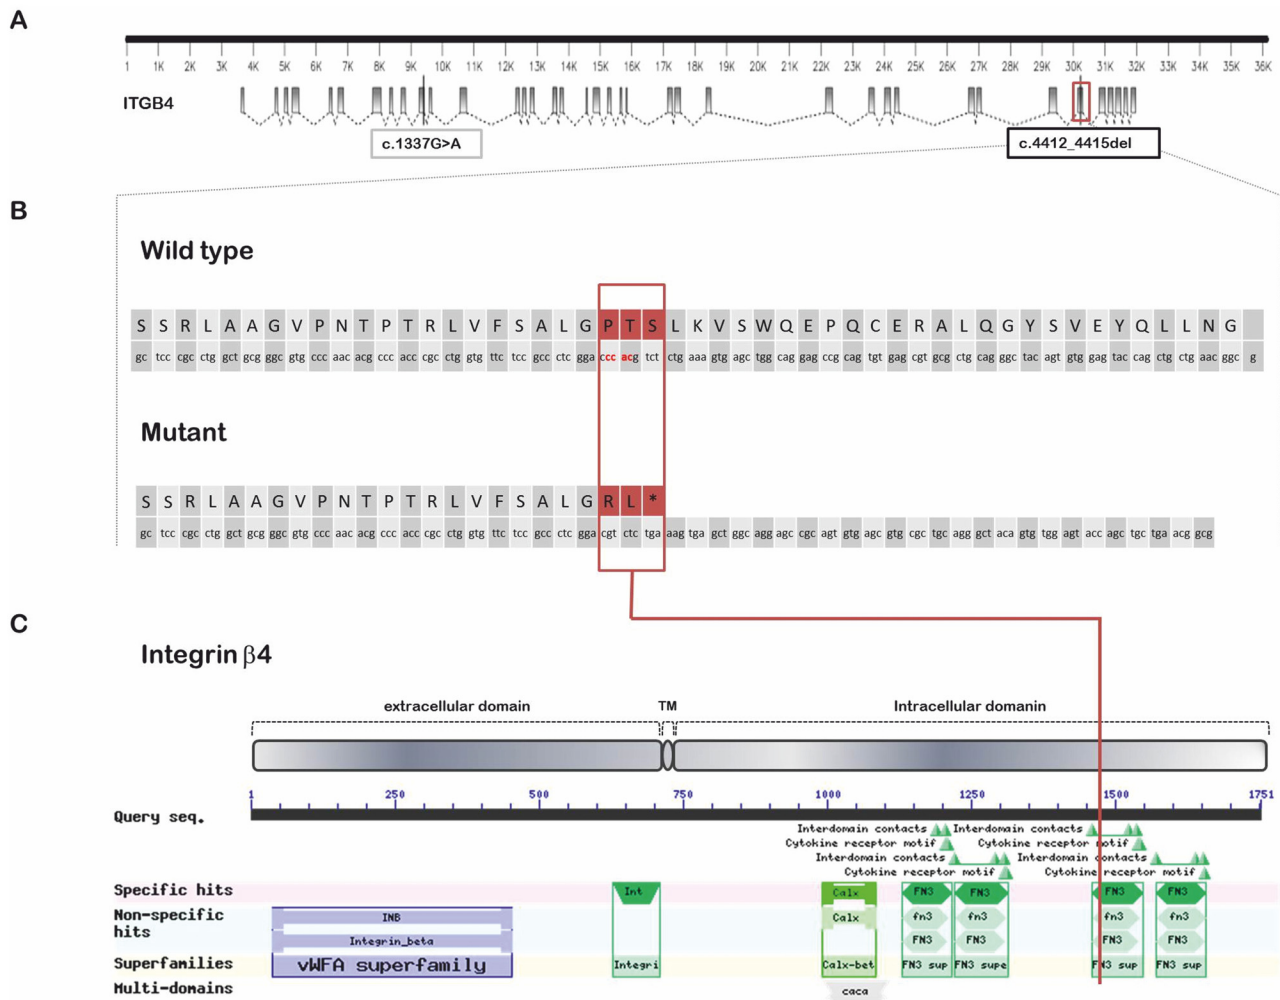 A
1 1K 2K 3K 4K 5K 6K 7K 8K 9K 10K 11K 12K 13K 14K 15K 16K 17K 18K 19K 20K 21K 22K 23K 24K 25K 26K 27K 28K 29K 30K 31K 32K 33K 34K 35K 36K
ITGB4
c.1337G>A
c.4412_4415del
B
Wild type
S S R L A A G V P N T P T R L V F S A L G P T S L K V S W Q E P Q C E R A L Q G Y S V E Y Q L L N G
gc tcc cgc ctg gct gcg ggc gtg ccc aac acg ccc acc cgc ctg gtg ttc tcc gcc ctc gga ccc acg tct ctg aaa gtg agc tgg cag gag ccg cag tgt gag cgt gcg ctg cag ggc tac agt gtg gag tac cag ctg ctg aac ggc g
Mutant
S S R L A A G V P N T P T R L V F S A L G R L *
gc tcc cgc ctg gct gcg ggc gtg ccc aac acg ccc acc cgc ctg gtg ttc tcc gcc ctc gga cgt ctc tga aag tga gct ggc agg agc cgc agt gtg agc gtg cgc tgc agg gct aca gtg tgg agt acc agc tgc tga acg gcg
C
Integrin β4
extracellular domain TM Intracellular domanin
1 250 500 750 1000 1250 1500 1751
Query seq.
Interdomain contacts Interdomain contacts
Cytokine receptor motif Cytokine receptor motif
Interdomain contacts Interdomain contacts
Cytokine receptor motif Cytokine receptor motif
Specific hits Int Calx FN3 FN3 FN3 FN3
Non-specific hits INB Calx fn3 fn3 fn3 fn3
Integrin_beta FN3 FN3 FN3 FN3
Superfamilies vWFA superfamily Integri Calx-bet FN3 sup FN3 supe FN3 sup FN3 sup
Multi-domains caca